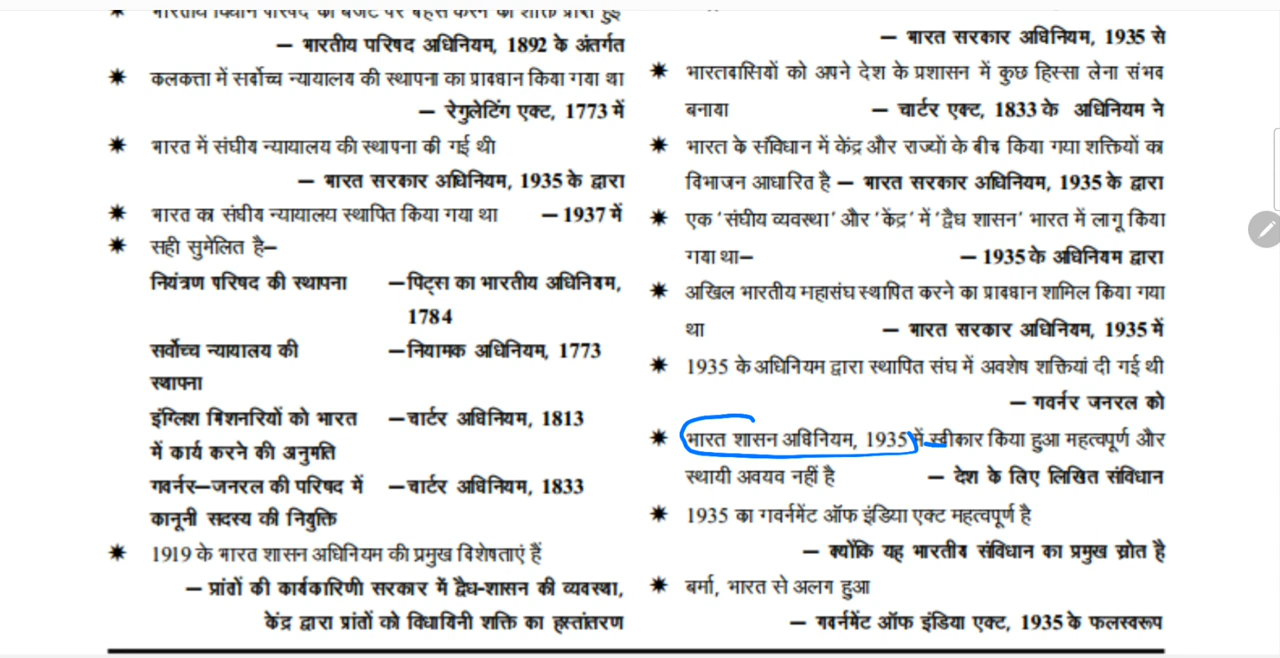 भारतीय विधान परिषद को बजट पर बहस करने की शक्ति प्राप्त हुई
— भारतीय परिषद अधिनियम, 1892 के अंतर्गत
✷ कलकत्ता में सर्वोच्च न्यायालय की स्थापना का प्रावधान किया गया था
— रेगुलेटिंग एक्ट, 1773 में
✷ भारत में संघीय न्यायालय की स्थापना की गई थी
— भारत सरकार अधिनियम, 1935 के द्वारा
✷ भारत का संघीय न्यायालय स्थापित किया गया था — 1937 में
✷ सही सुमेलित है—
नियंत्रण परिषद की स्थापना — पिट्स का भारतीय अधिनियम,
1784
सर्वोच्च न्यायालय की — नियामक अधिनियम, 1773
स्थापना
इंग्लिश मिशनरियों को भारत — चार्टर अधिनियम, 1813
में कार्य करने की अनुमति
गवर्नर—जनरल की परिषद में — चार्टर अधिनियम, 1833
कानूनी सदस्य की नियुक्ति
✷ 1919 के भारत शासन अधिनियम की प्रमुख विशेषताएं हैं
— प्रांतों की कार्यकारिणी सरकार में द्वैध-शासन की व्यवस्था,
केंद्र द्वारा प्रांतों को विधायिनी शक्ति का हस्तांतरण
— भारत सरकार अधिनियम, 1935 से
✷ भारतवासियों को अपने देश के प्रशासन में कुछ हिस्सा लेना संभव
बनाया — चार्टर एक्ट, 1833 के अधिनियम ने
✷ भारत के संविधान में केंद्र और राज्यों के बीच किया गया शक्तियों का
विभाजन आधारित है — भारत सरकार अधिनियम, 1935 के द्वारा
✷ एक 'संघीय व्यवस्था' और 'केंद्र' में 'द्वैध शासन' भारत में लागू किया
गया था— — 1935 के अधिनियम द्वारा
✷ अखिल भारतीय महासंघ स्थापित करने का प्रावधान शामिल किया गया
था — भारत सरकार अधिनियम, 1935 में
✷ 1935 के अधिनियम द्वारा स्थापित संघ में अवशेष शक्तियां दी गई थी
— गवर्नर जनरल को
✷ भारत शासन अधिनियम, 1935 में स्वीकार किया हुआ महत्वपूर्ण और
स्थायी अवयव नहीं है — देश के लिए लिखित संविधान
✷ 1935 का गवर्नमेंट ऑफ इंडिया एक्ट महत्वपूर्ण है
— क्योंकि यह भारतीय संविधान का प्रमुख स्रोत है
✷ बर्मा, भारत से अलग हुआ
— गवर्नमेंट ऑफ इंडिया एक्ट, 1935 के फलस्वरूप